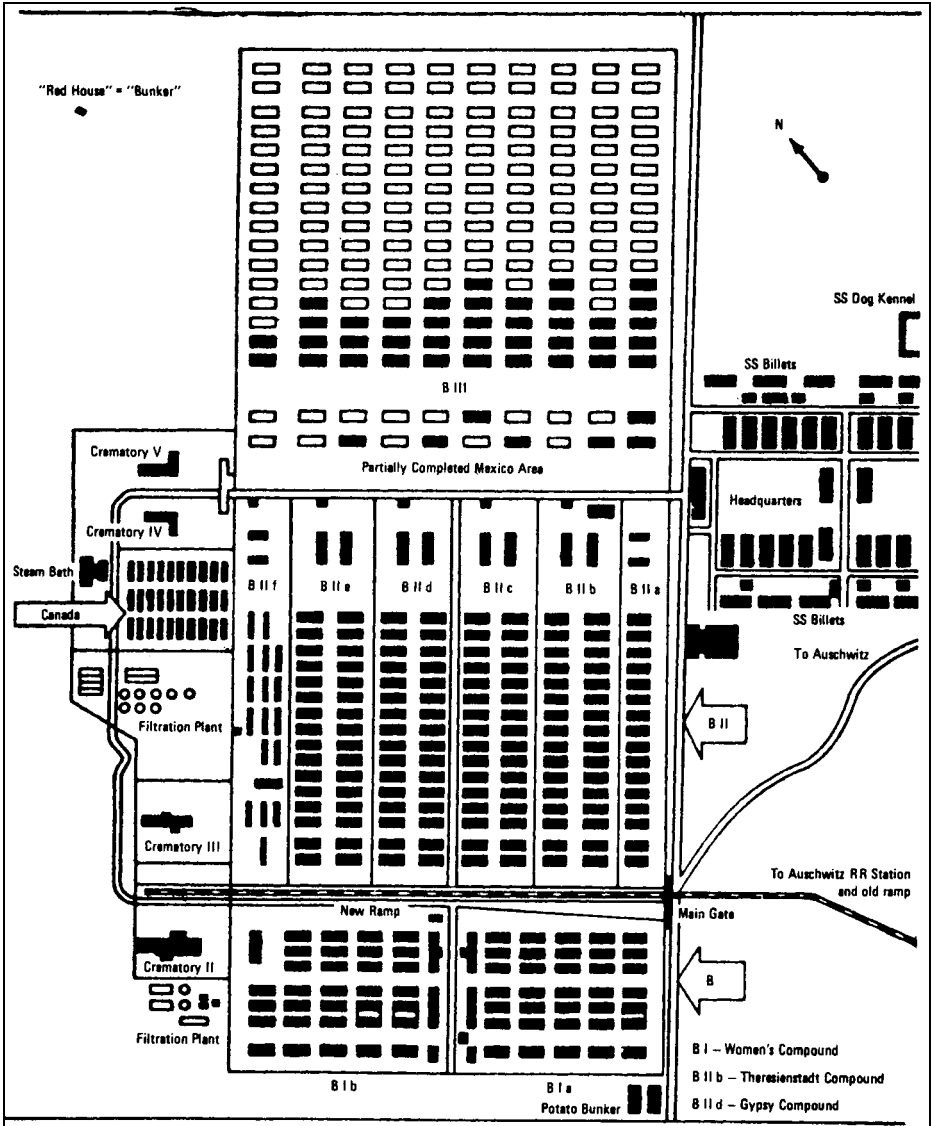 "Red House" = "Bunker"
N
SS Dog Kennel
SS Billets
B III1
Crematory V
Partially Completed Mexico Area
Headquarters
Crematory IV
Steam Bath
B II f
B II e
B II d
B II c
B II b
B II a
Canada
SS Billets
To Auschwitz
B II
Filtration Plant
Crematory III
To Auschwitz RR Station
and old ramp
New Ramp
Main Gate
Crematory II
B
Filtration Plant
B I – Women's Compound
B II b – Theresienstadt Compound
B II d – Gypsy Compound
B I b
B I a
Potato Bunker